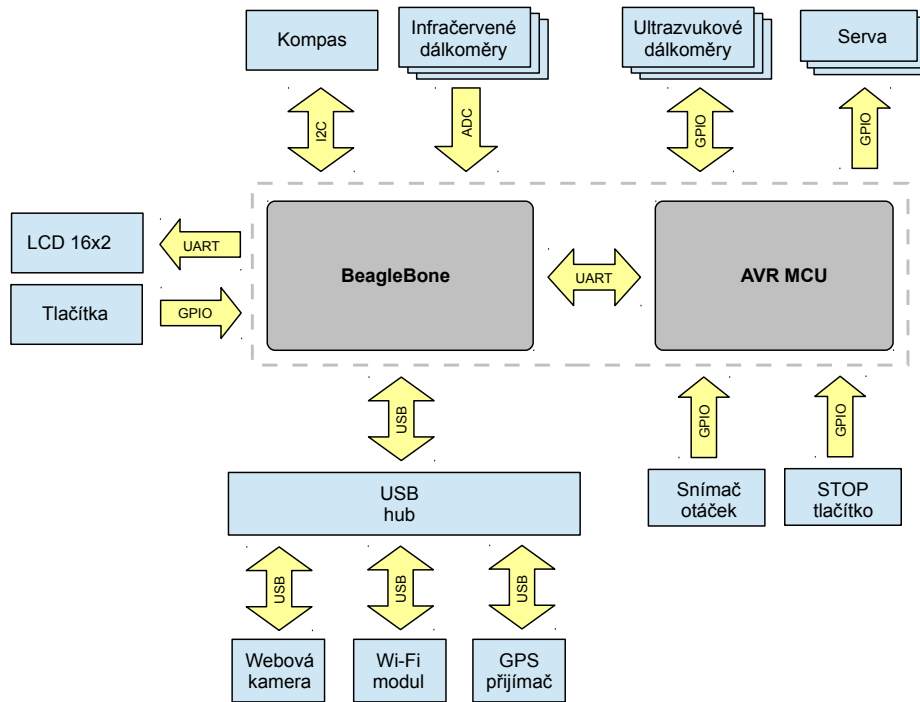 Kompas
Infračervené
dálkoměry
Ultrazvukové
dálkoměry
Serva
I2C
ADC
GPIO
GPIO
LCD 16x2
UART
BeagleBone
UART
AVR MCU
Tlačítka
GPIO
USB
GPIO
GPIO
USB
hub
Snímač
otáček
STOP
tlačítko
USB
USB
USB
Webová
kamera
Wi-Fi
modul
GPS
přijímač